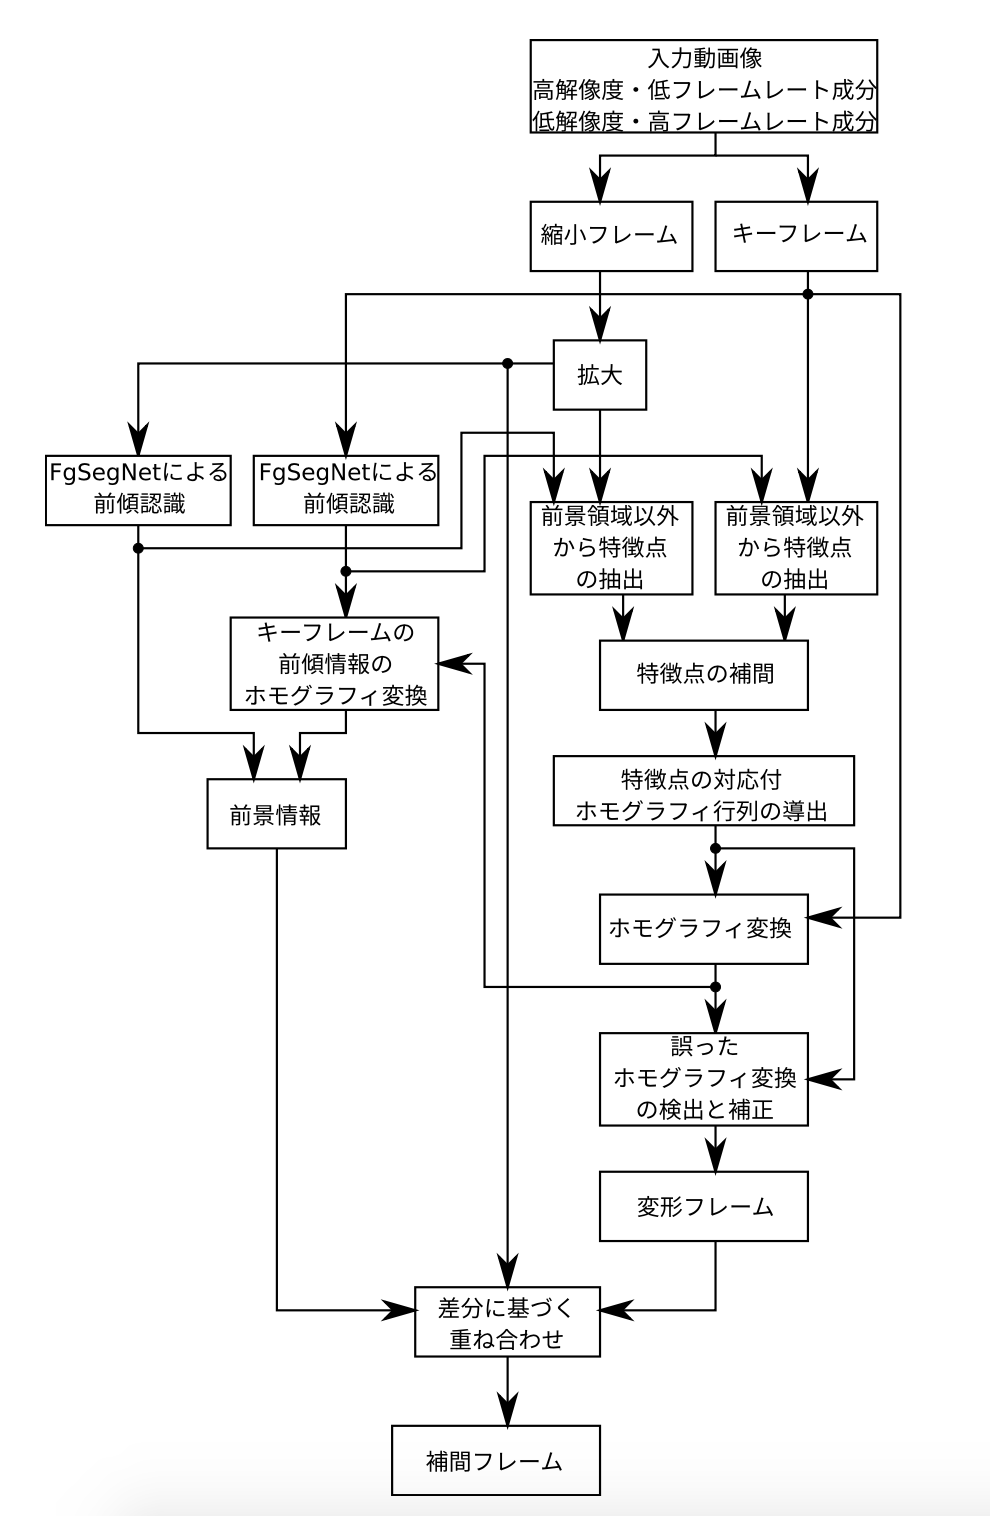 入力動画像
高解像度・低フレームレート成分
低解像度・高フレームレート成分
縮小フレーム
キーフレーム
拡大
FgSegNetによる
前傾認識
FgSegNetによる
前傾認識
前景領域以外
から特徴点
の抽出
前景領域以外
から特徴点
の抽出
キーフレームの
前傾情報の
ホモグラフィ変換
特徴点の補間
前景情報
特徴点の対応付
ホモグラフィ行列の導出
ホモグラフィ変換
誤った
ホモグラフィ変換
の検出と補正
変形フレーム
差分に基づく
重ね合わせ
補間フレーム